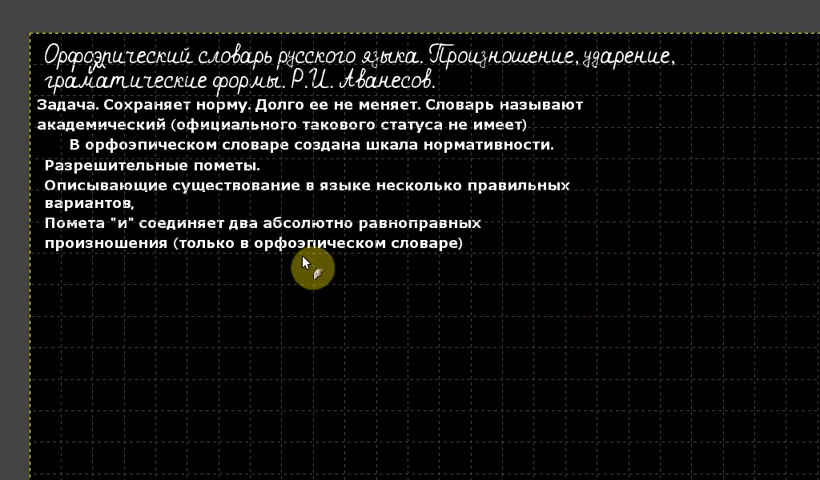 Орфоэпический словарь русского языка. Произношение, ударение,
граматические формы. Р.И. Аванесов.
Задача. Сохраняет норму. Долго ее не меняет. Словарь называют
академический (официального такового статуса не имеет)
В орфоэпическом словаре создана шкала нормативности.
Разрешительные пометы.
Описывающие существование в языке несколько правильных
вариантов,
Помета "и" соединяет два абсолютно равноправных
произношения (только в орфоэпическом словаре)